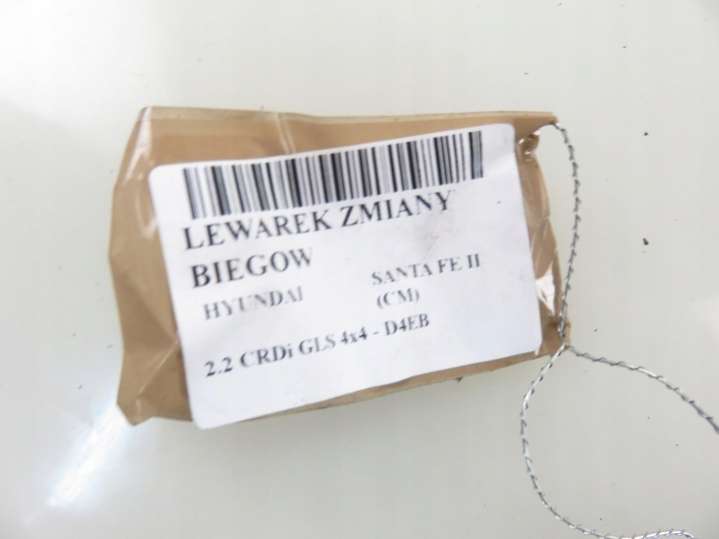 LEWAREK ZMIANY
BIEGOW
HYUNDAI SANTA FE II
(CM)
2.2 CRDi GLS 4x4 - D4EB